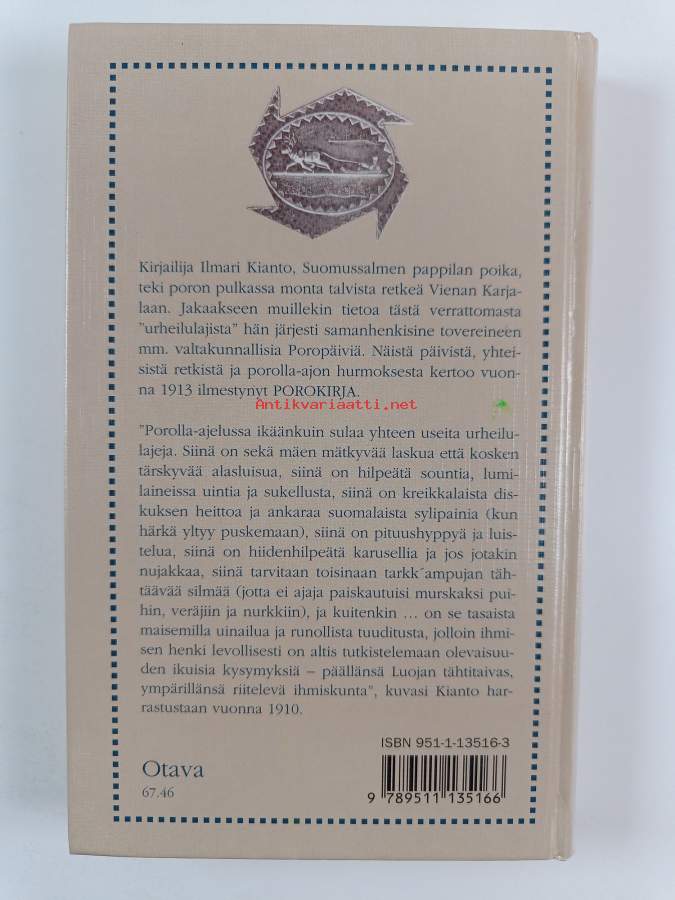 Kirjailija Ilmari Kianto, Suomussalmen pappilan poika,
teki poron pulkassa monta talvista retkeä Vienan Karja-
laan. Jakaakseen muillekin tietoa tästä verrattomasta
"urheilulajista" hän järjesti samanhenkisine tovereineen
mm. valtakunnallisia Poropäiviä. Näistä päivistä, yhtei-
sistä retkistä ja porolla-ajon hurmoksesta kertoo vuon-
na 1913 ilmestynyt POROKIRJA.
Antikvariaatti.net
"Porolla-ajelussa ikäänkuin sulaa yhteen useita urheilu-
lajeja. Siinä on sekä mäen mätkyvää laskua että kosken
tärskyvää alasluisua, siinä on hilpeätä sountia, lumi-
laineissa uintia ja sukellusta, siinä on kreikkalaista dis-
kuksen heittoa ja ankaraa suomalaista sylipainia (kun
härkä yltyy puskemaan), siinä on pituushyppyä ja luis-
telua, siinä on hiidenhilpeätä karusellia ja jos jotakin
nujakkaa, siinä tarvitaan toisinaan tarkk´ampujan täh-
täävää silmää (jotta ei ajaja paiskautuisi murskaksi pui-
hin, veräjiin ja nurkkiin), ja kuitenkin ... on se tasaista
maisemilla uinailua ja runollista tuuditusta, jolloin ihmi-
sen henki levollisesti on altis tutkistelemaan olevaisuu-
den ikuisia kysymyksiä – päällänsä Luojan tähtitaivas,
ympärillänsä riitelevä ihmiskunta", kuvasi Kianto har-
rastustaan vuonna 1910.
ISBN 951-1-13516-3
Otava
67.46
9 789511 135166